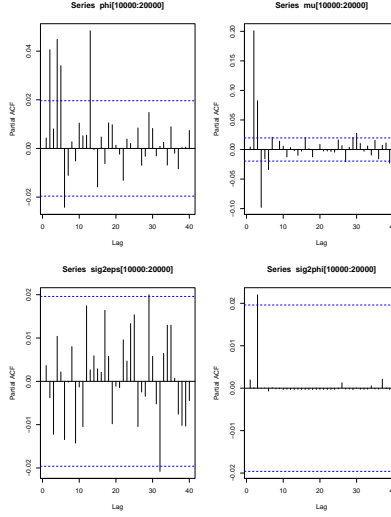 Series phi[10000:20000]
Partial ACF
−0.02 0.00 0.02 0.04
0 10 20 30 40
Lag
Series mu[10000:20000]
Partial ACF
−0.10 −0.05 0.00 0.05 0.10 0.15 0.20
0 10 20 30 40
Lag
Series sig2eps[10000:20000]
Partial ACF
−0.02 −0.01 0.00 0.01 0.02
0 10 20 30 40
Lag
Series sig2phi[10000:20000]
Partial ACF
−0.02 −0.01 0.00 0.01 0.02
0 10 20 30 40
Lag